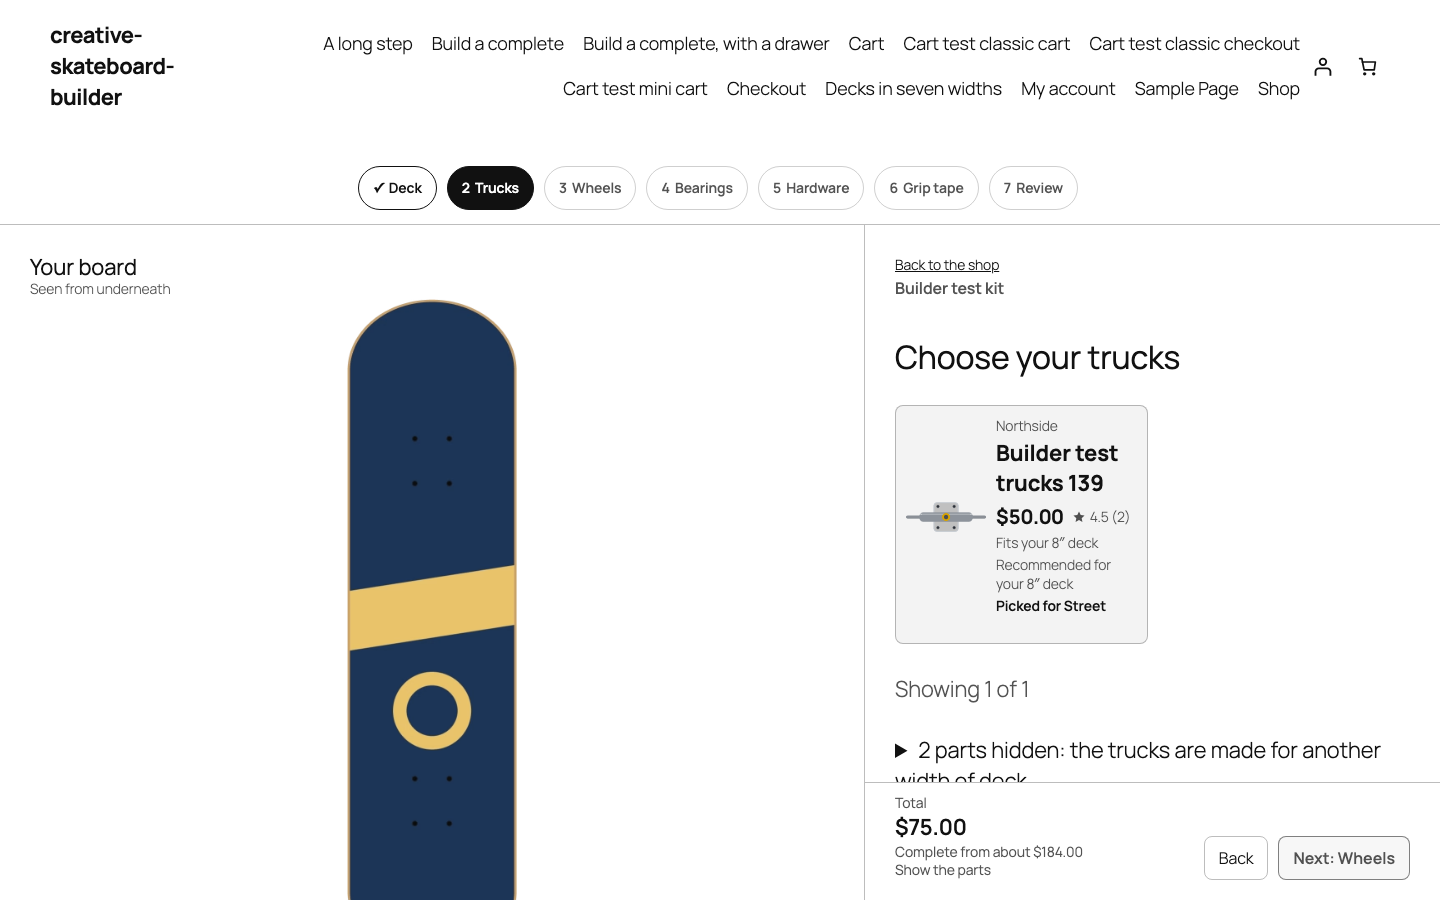 creative-
skateboard-
builder
A long step Build a complete Build a complete, with a drawer Cart Cart test classic cart Cart test classic checkout
Cart test mini cart Checkout Decks in seven widths My account Sample Page Shop
✓ Deck
2 Trucks
3 Wheels
4 Bearings
5 Hardware
6 Grip tape
7 Review
Your board
Seen from underneath
Back to the shop
Builder test kit
Choose your trucks
Northside
Builder test
trucks 139
$50.00 ★ 4.5 (2)
Fits your 8″ deck
Recommended for
your 8″ deck
Picked for Street
Showing 1 of 1
▶ 2 parts hidden: the trucks are made for another
width of deck
Total
$75.00
Complete from about $184.00
Show the parts
Back
Next: Wheels